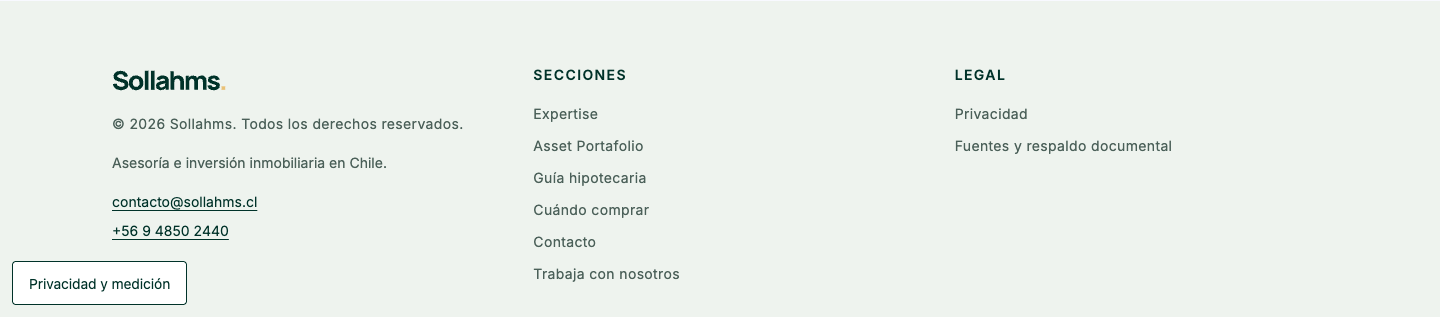 Sollahms.
© 2026 Sollahms. Todos los derechos reservados.
Asesoría e inversión inmobiliaria en Chile.
contacto@sollahms.cl
+56 9 4850 2440
Privacidad y medición
SECCIONES
Expertise
Asset Portafolio
Guía hipotecaria
Cuándo comprar
Contacto
Trabaja con nosotros
LEGAL
Privacidad
Fuentes y respaldo documental